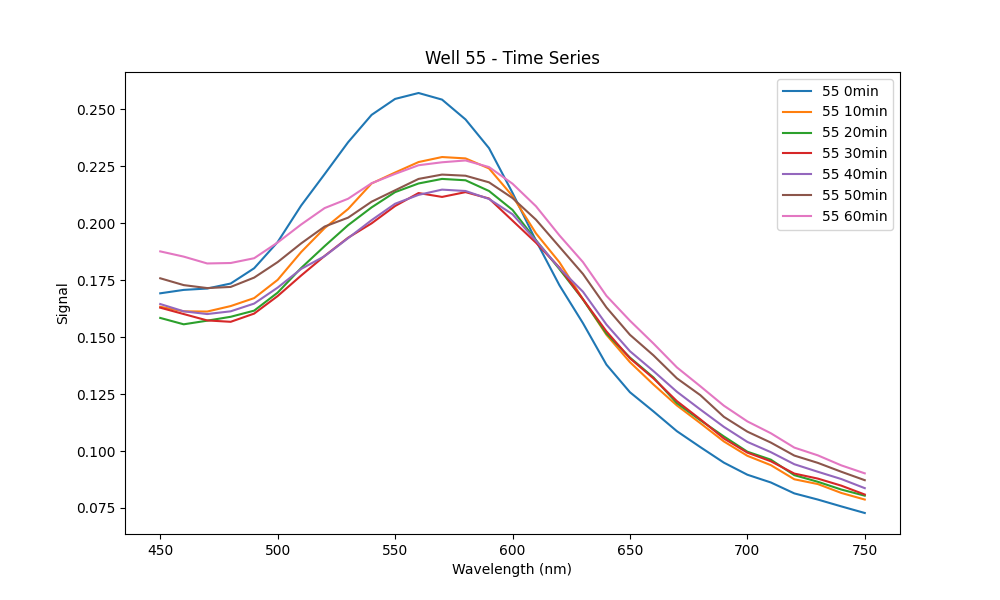 Well 55 - Time Series
0.250
0.225
0.200
0.175
0.150
0.125
0.100
0.075
Signal
55 0min
55 10min
55 20min
55 30min
55 40min
55 50min
55 60min
450 500 550 600 650 700 750
Wavelength (nm)